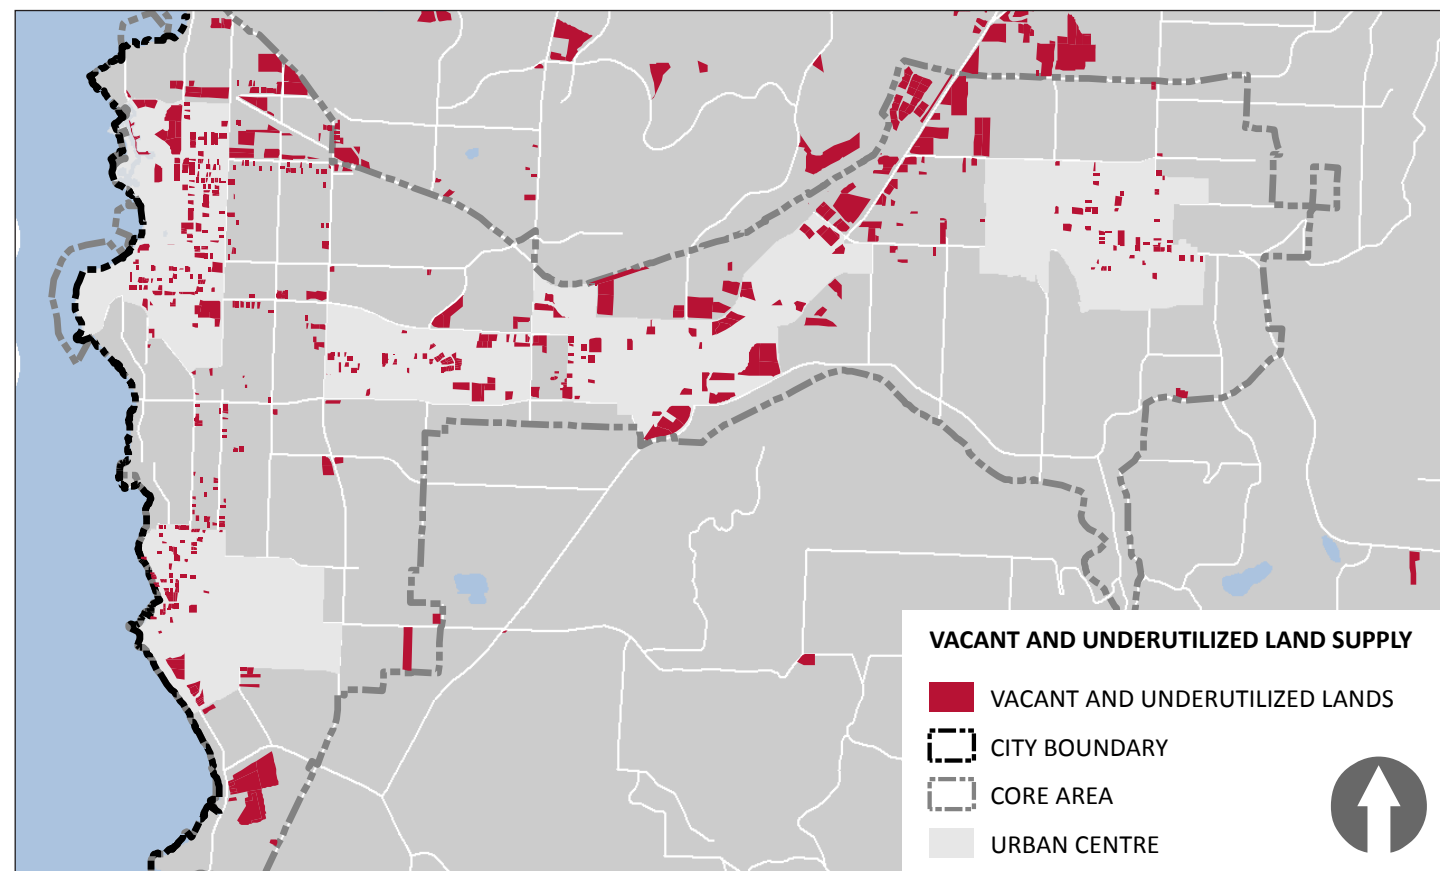 VACANT AND UNDERUTILIZED LAND SUPPLY
VACANT AND UNDERUTILIZED LANDS
CITY BOUNDARY
CORE AREA
URBAN CENTRE